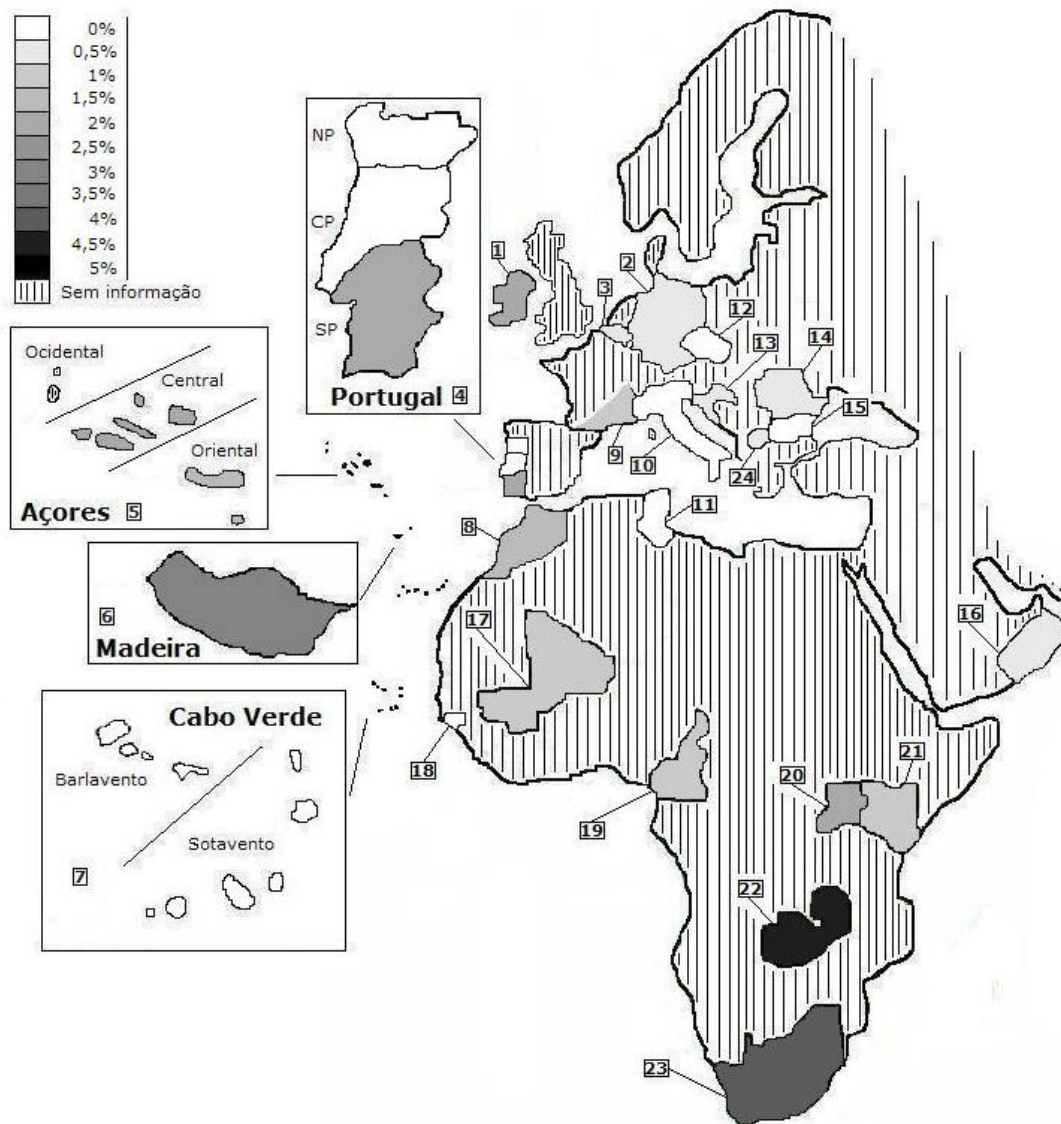 0%
0,5%
1%
1,5%
2%
2,5%
3%
3,5%
4%
4,5%
5%
Sem informação
NP
CP
SP
Portugal 4
Ocidental
Central
Oriental
Açores 5
6
Madeira
Cabo Verde
Barlavento
Sotavento
7
1
2
3
12
13
14
15
9
10
24
8
11
16
17
18
19
20
21
22
23